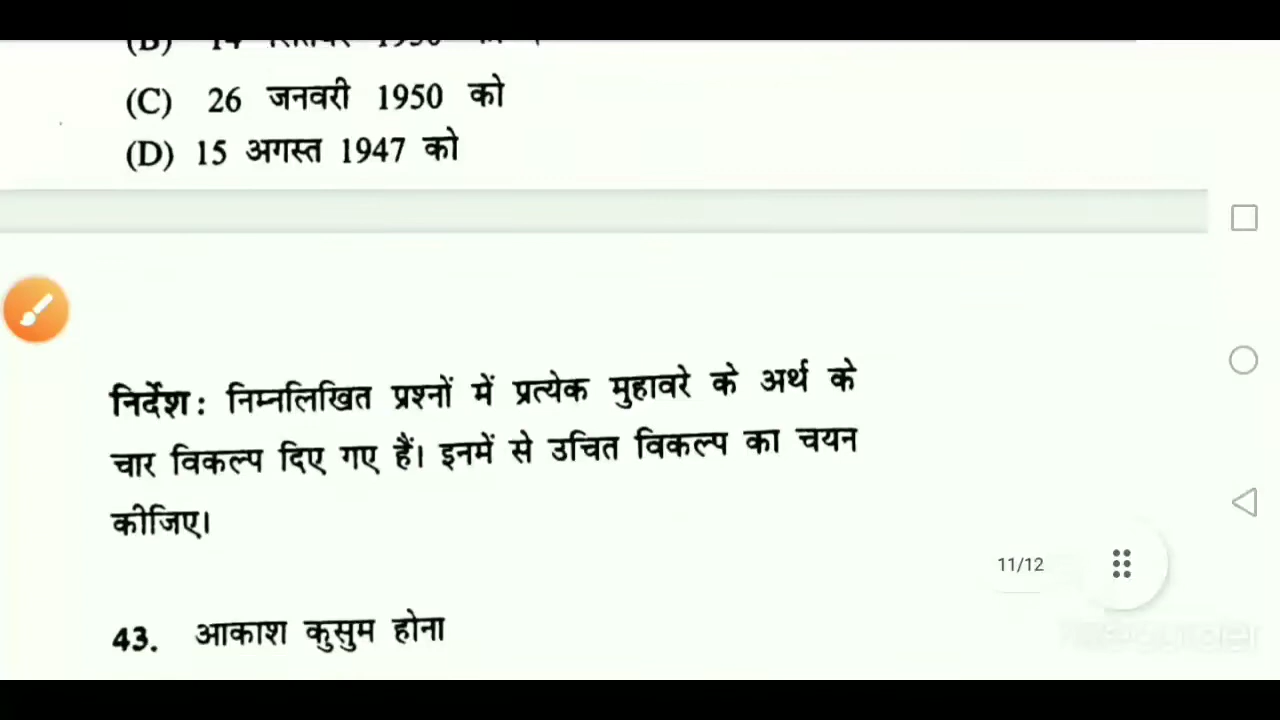 (C) 26 जनवरी 1950 को
(D) 15 अगस्त 1947 को
निर्देश : निम्नलिखित प्रश्नों में प्रत्येक मुहावरे के अर्थ के
चार विकल्प दिए गए हैं। इनमें से उचित विकल्प का चयन
कीजिए।
11/12
43. आकाश कुसुम होना